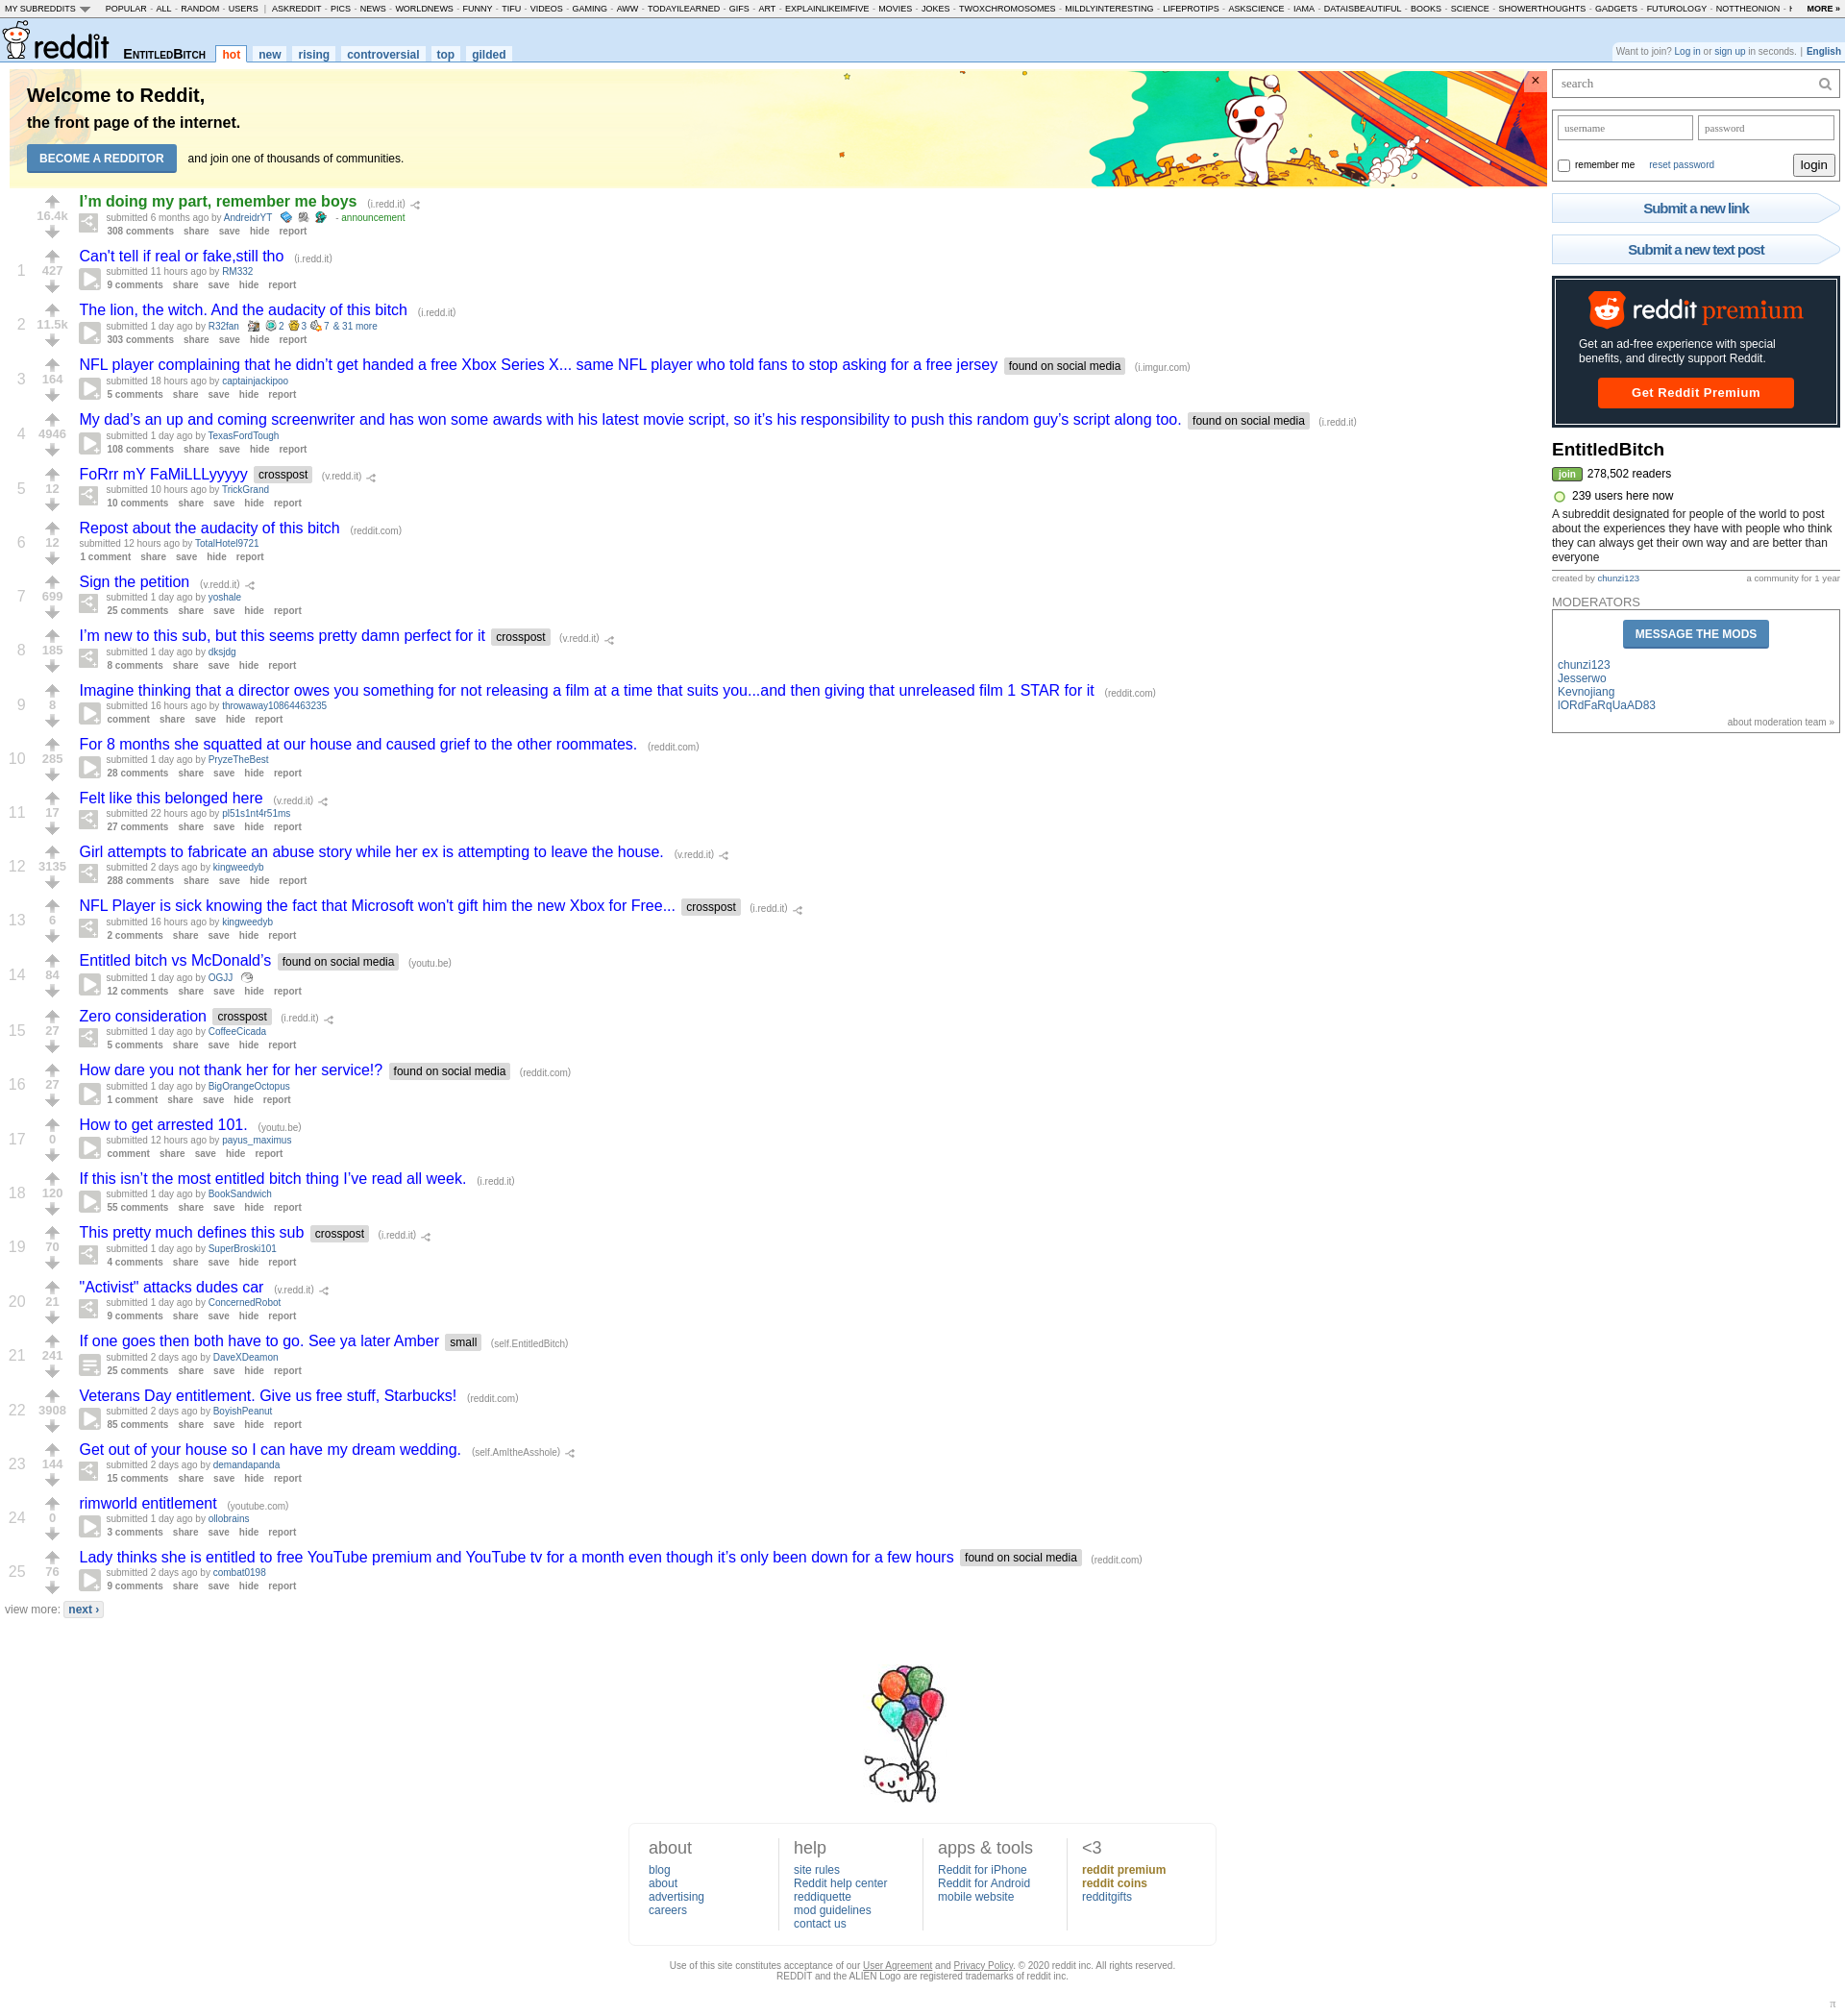 MY SUBREDDITS POPULAR - ALL - RANDOM - USERS | ASKREDDIT - PICS - NEWS - WORLDNEWS - FUNNY - TIFU - VIDEOS - GAMING - AWW - TODAYILEARNED - GIFS - ART - EXPLAINLIKEIMFIVE - MOVIES - JOKES - TWOXCHROMOSOMES - MILDLYINTERESTING - LIFEPROTIPS - ASKSCIENCE - IAMA - DATAISBEAUTIFUL - BOOKS - SCIENCE - SHOWERTHOUGHTS - GADGETS - FUTUROLOGY - NOTTHEONION - MORE »
reddit EntitledBitch hot new rising controversial top gilded
Want to join? Log in or sign up in seconds. | English
Welcome to Reddit,
the front page of the internet.
BECOME A REDDITOR and join one of thousands of communities.
×
I'm doing my part, remember me boys (i.redd.it)
16.4k
submitted 6 months ago by AndreidrYT - announcement
308 comments share save hide report
Can't tell if real or fake,still tho (i.redd.it)
1 427
submitted 11 hours ago by RM332
9 comments share save hide report
The lion, the witch. And the audacity of this bitch (i.redd.it)
2 11.5k
submitted 1 day ago by R32fan 2 3 7 & 31 more
303 comments share save hide report
NFL player complaining that he didn’t get handed a free Xbox Series X... same NFL player who told fans to stop asking for a free jersey found on social media (i.imgur.com)
3 164
submitted 18 hours ago by captainjackipoo
5 comments share save hide report
My dad’s an up and coming screenwriter and has won some awards with his latest movie script, so it’s his responsibility to push this random guy’s script along too. found on social media (i.redd.it)
4 4946
submitted 1 day ago by TexasFordTough
108 comments share save hide report
FoRrr mY FaMiLLLyyyyy crosspost (v.redd.it)
5 12
submitted 10 hours ago by TrickGrand
10 comments share save hide report
Repost about the audacity of this bitch (reddit.com)
6 12
submitted 12 hours ago by TotalHotel9721
1 comment share save hide report
Sign the petition (v.redd.it)
7 699
submitted 1 day ago by yoshale
25 comments share save hide report
I’m new to this sub, but this seems pretty damn perfect for it crosspost (v.redd.it)
8 185
submitted 1 day ago by dksjdg
8 comments share save hide report
Imagine thinking that a director owes you something for not releasing a film at a time that suits you...and then giving that unreleased film 1 STAR for it (reddit.com)
9 8
submitted 16 hours ago by throwaway10864463235
comment share save hide report
For 8 months she squatted at our house and caused grief to the other roommates. (reddit.com)
10 285
submitted 1 day ago by PryzeTheBest
28 comments share save hide report
Felt like this belonged here (v.redd.it)
11 17
submitted 22 hours ago by pl51s1nt4r51ms
27 comments share save hide report
Girl attempts to fabricate an abuse story while her ex is attempting to leave the house. (v.redd.it)
12 3135
submitted 2 days ago by kingweedyb
288 comments share save hide report
NFL Player is sick knowing the fact that Microsoft won't gift him the new Xbox for Free... crosspost (i.redd.it)
13 6
submitted 16 hours ago by kingweedyb
2 comments share save hide report
Entitled bitch vs McDonald’s found on social media (youtu.be)
14 84
submitted 1 day ago by OGJJ
12 comments share save hide report
Zero consideration crosspost (i.redd.it)
15 27
submitted 1 day ago by CoffeeCicada
5 comments share save hide report
How dare you not thank her for her service!? found on social media (reddit.com)
16 27
submitted 1 day ago by BigOrangeOctopus
1 comment share save hide report
How to get arrested 101. (youtu.be)
17 0
submitted 12 hours ago by payus_maximus
comment share save hide report
If this isn’t the most entitled bitch thing I’ve read all week. (i.redd.it)
18 120
submitted 1 day ago by BookSandwich
55 comments share save hide report
This pretty much defines this sub crosspost (i.redd.it)
19 70
submitted 1 day ago by SuperBroski101
4 comments share save hide report
"Activist" attacks dudes car (v.redd.it)
20 21
submitted 1 day ago by ConcernedRobot
9 comments share save hide report
If one goes then both have to go. See ya later Amber small (self.EntitledBitch)
21 241
submitted 2 days ago by DaveXDeamon
25 comments share save hide report
Veterans Day entitlement. Give us free stuff, Starbucks! (reddit.com)
22 3908
submitted 2 days ago by BoyishPeanut
85 comments share save hide report
Get out of your house so I can have my dream wedding. (self.AmItheAsshole)
23 144
submitted 2 days ago by demandapanda
15 comments share save hide report
rimworld entitlement (youtube.com)
24 0
submitted 1 day ago by ollobrains
3 comments share save hide report
Lady thinks she is entitled to free YouTube premium and YouTube tv for a month even though it’s only been down for a few hours found on social media (reddit.com)
25 76
submitted 2 days ago by combat0198
9 comments share save hide report
view more: next ›
search
username password
remember me reset password login
Submit a new link
Submit a new text post
reddit premium
Get an ad-free experience with special
benefits, and directly support Reddit.
Get Reddit Premium
EntitledBitch
join 278,502 readers
239 users here now
A subreddit designated for people of the world to post
about the experiences they have with people who think
they can always get their own way and are better than
everyone
created by chunzi123 a community for 1 year
MODERATORS
MESSAGE THE MODS
chunzi123
Jesserwo
Kevnojiang
lORdFaRqUaAD83
about moderation team »
about
blog
about
advertising
careers
help
site rules
Reddit help center
reddiquette
mod guidelines
contact us
apps & tools
Reddit for iPhone
Reddit for Android
mobile website
<3
reddit premium
reddit coins
redditgifts
Use of this site constitutes acceptance of our User Agreement and Privacy Policy. © 2020 reddit inc. All rights reserved.
REDDIT and the ALIEN Logo are registered trademarks of reddit inc.
π